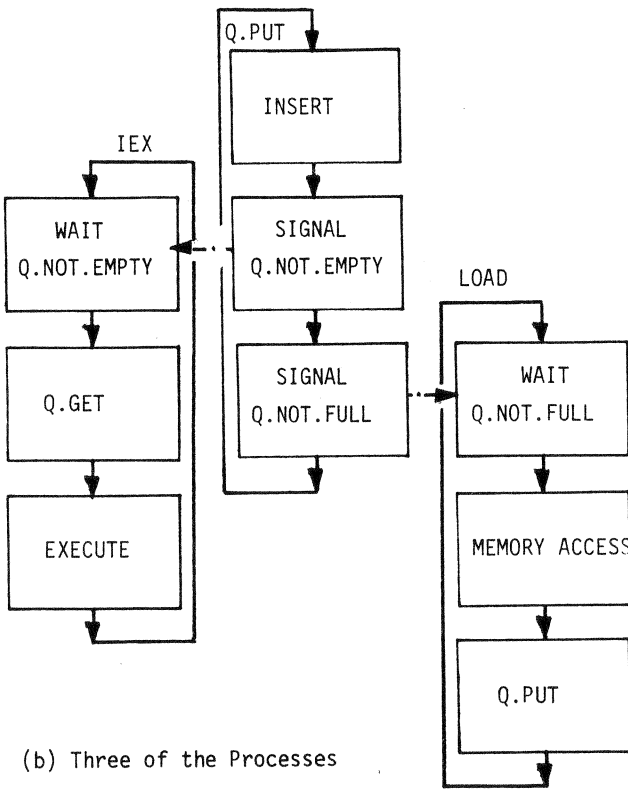 Q.PUT
INSERT
SIGNAL
Q.NOT.EMPTY
SIGNAL
Q.NOT.FULL
IEX
WAIT
Q.NOT.EMPTY
Q.GET
EXECUTE
LOAD
WAIT
Q.NOT.FULL
MEMORY ACCESS
Q.PUT
(b) Three of the Processes